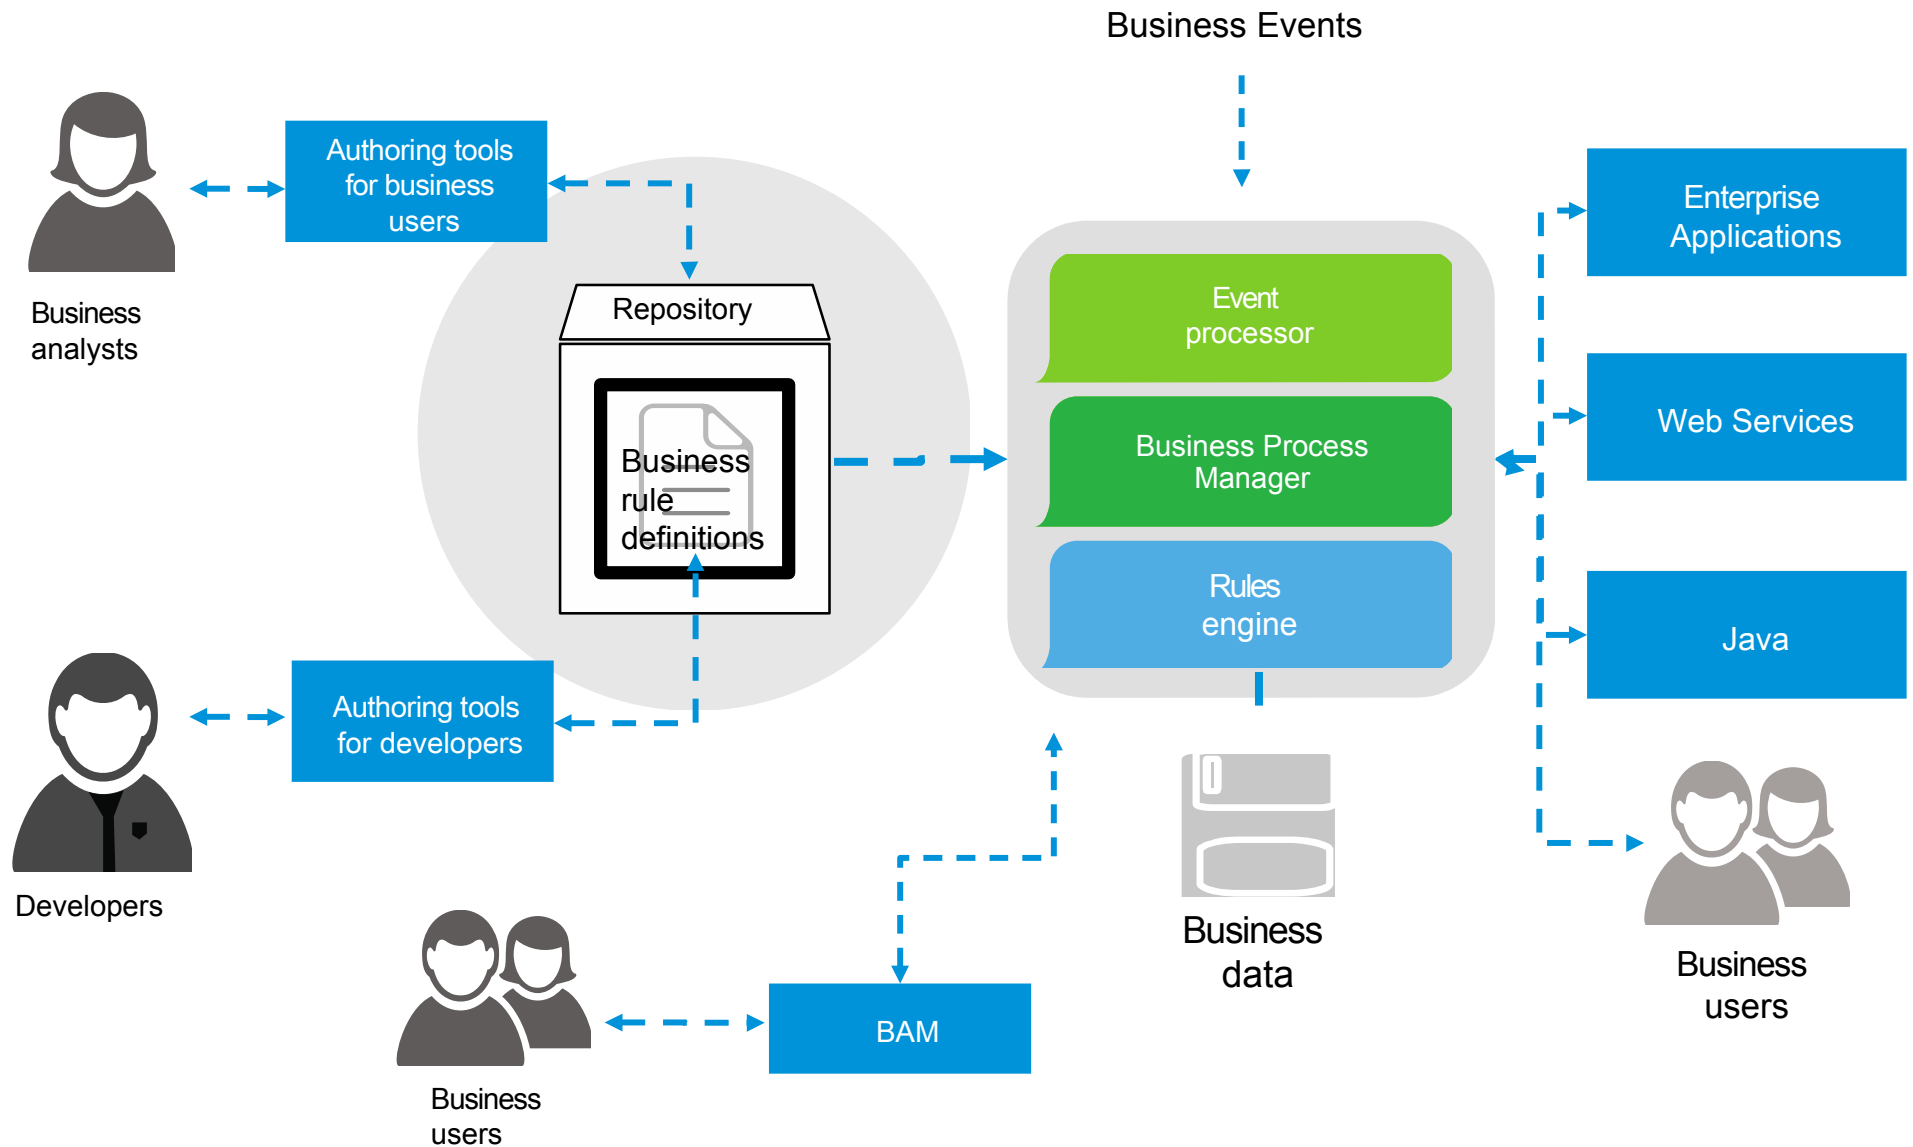 Business Events
Authoring tools
for business
users
Business
analysts
Repository
Business
rule
definitions
Event
processor
Business Process
Manager
Rules
engine
Enterprise
Applications
Web Services
Java
Authoring tools
for developers
Developers
Business
data
Business
users
BAM
Business
users